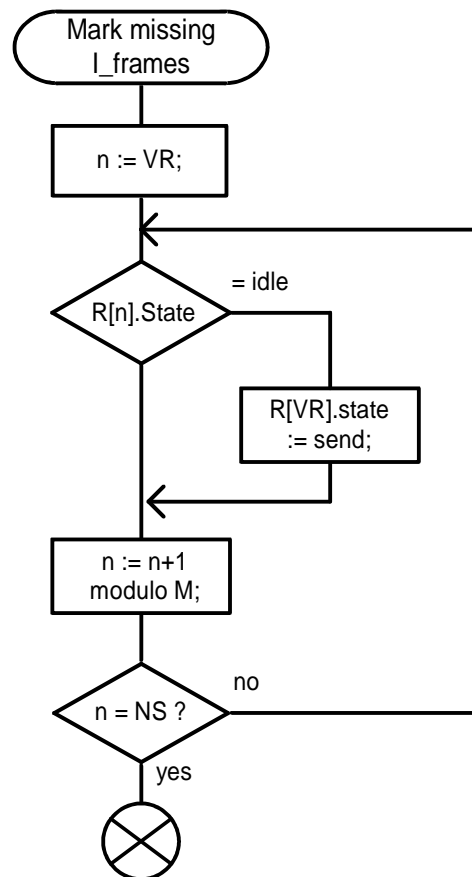 Mark missing
I_frames
n := VR;
= idle
R[n].State
R[VR].state
:= send;
n := n+1
modulo M;
no
n = NS ?
yes